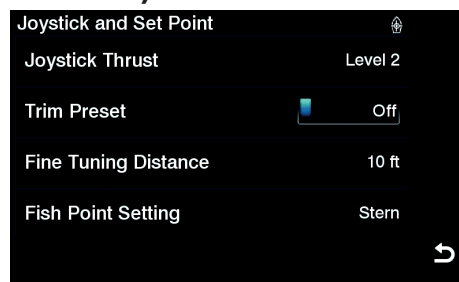 Joystick and Set Point
Joystick Thrust Level 2
Trim Preset Off
Fine Tuning Distance 10 ft
Fish Point Setting Stern